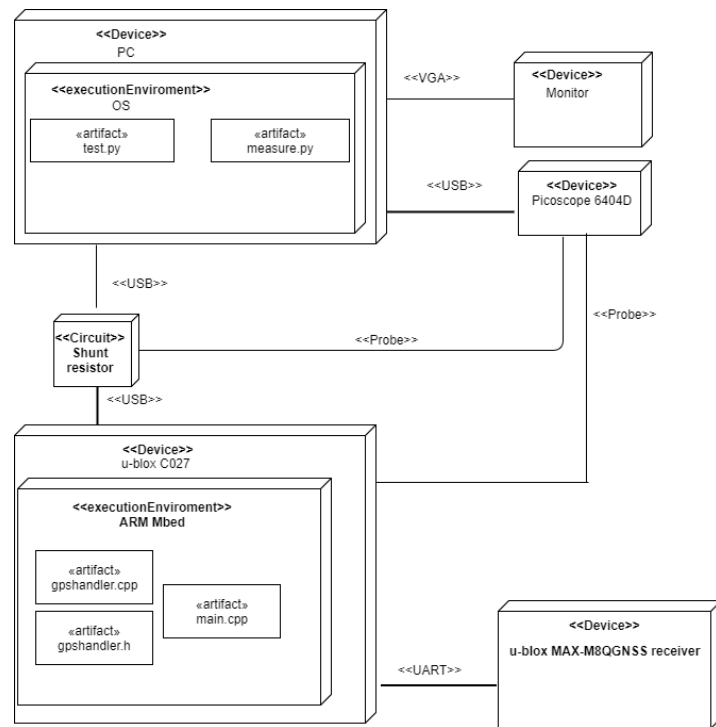 <<Device>>
PC
<<executionEnviroment>>
OS
«artifact»
test.py
«artifact»
measure.py
<<VGA>>
<<Device>>
Monitor
<<USB>>
<<Device>>
Picoscope 6404D
<<USB>>
<<Probe>>
<<Circuit>>
Shunt
resistor
<<Probe>>
<<USB>>
<<Device>>
u-blox C027
<<executionEnviroment>>
ARM Mbed
«artifact»
gpshandler.cpp
«artifact»
main.cpp
«artifact»
gpshandler.h
<<UART>>
<<Device>>
u-blox MAX-M8QGNSS receiver